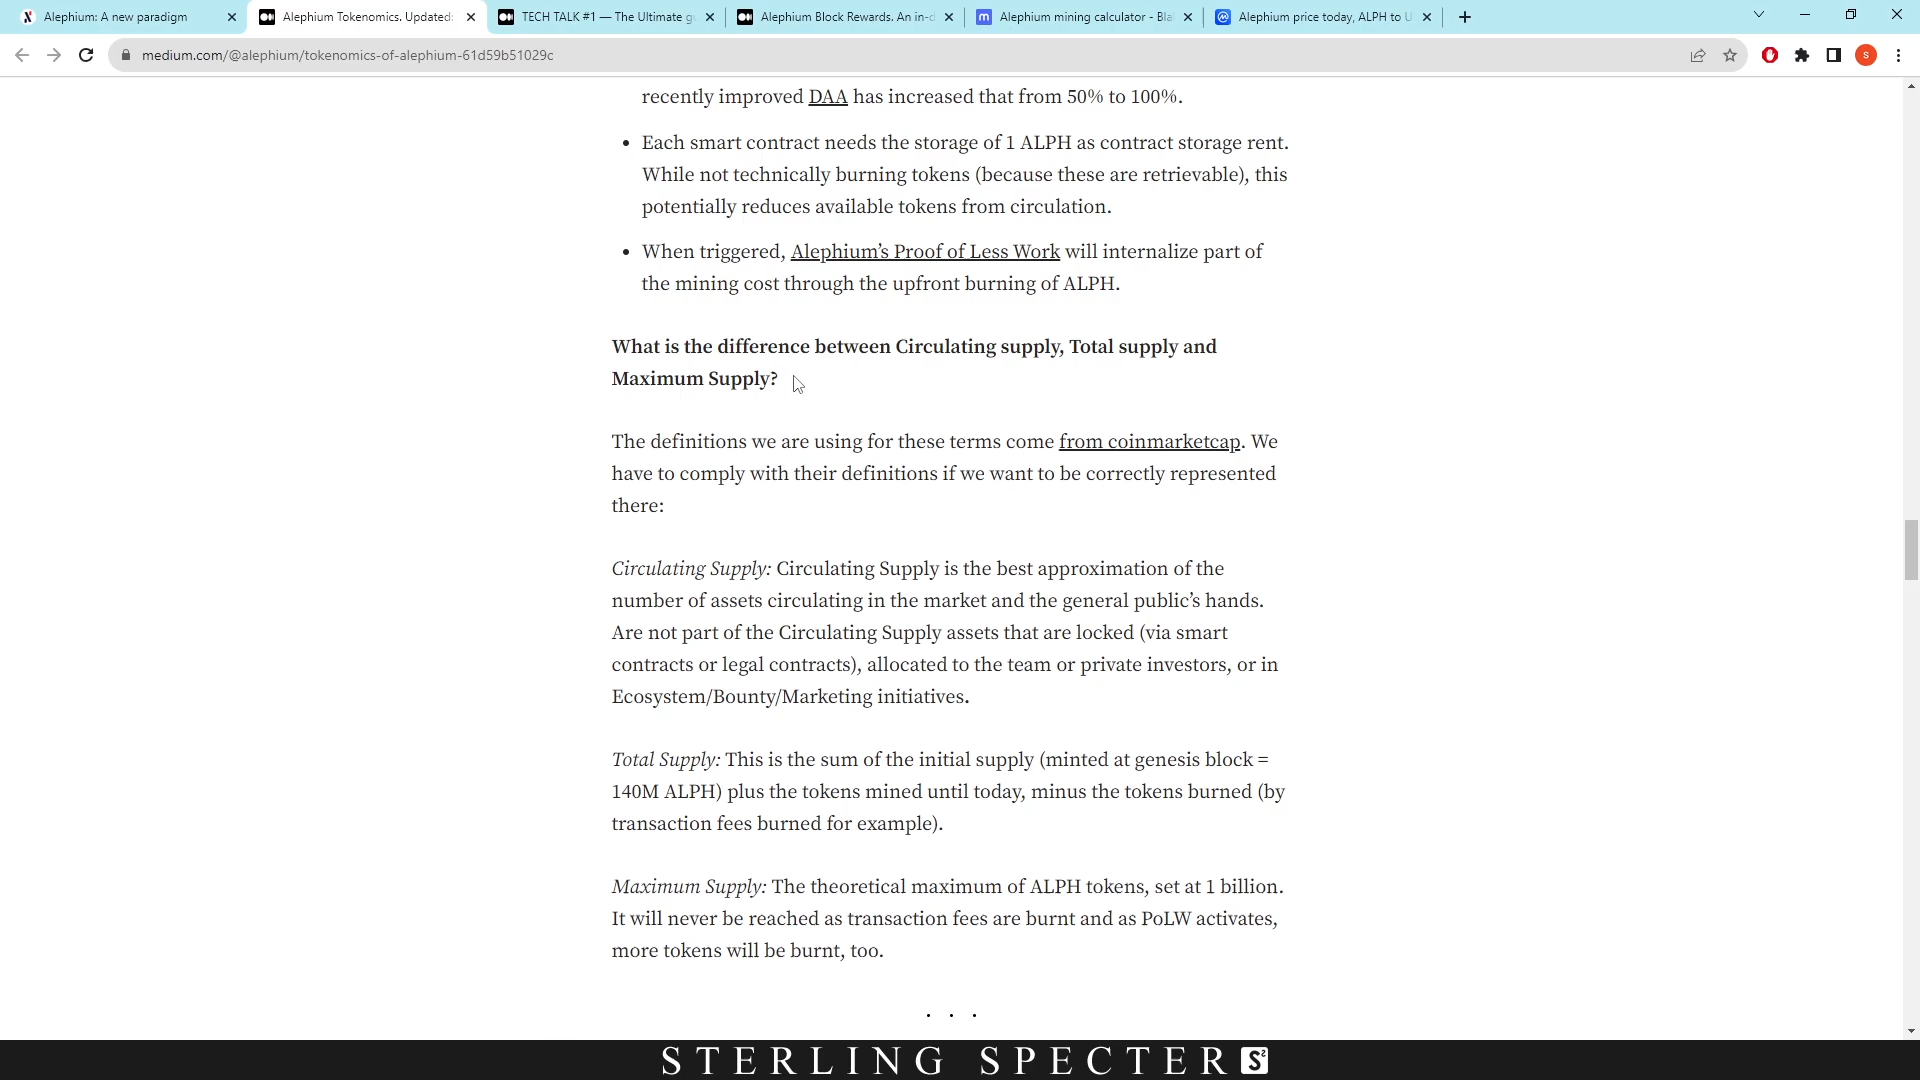 Alephium: A new paradigm
Alephium Tokenomics. Updated:
TECH TALK #1 — The Ultimate gu
Alephium Block Rewards. An in-d
Alephium mining calculator - Bla
Alephium price today, ALPH to U
medium.com/@alephium/tokenomics-of-alephium-61d59b51029c
S
recently improved DAA has increased that from 50% to 100%.
• Each smart contract needs the storage of 1 ALPH as contract storage rent.
While not technically burning tokens (because these are retrievable), this
potentially reduces available tokens from circulation.
• When triggered, Alephium’s Proof of Less Work will internalize part of
the mining cost through the upfront burning of ALPH.
What is the difference between Circulating supply, Total supply and
Maximum Supply?
The definitions we are using for these terms come from coinmarketcap. We
have to comply with their definitions if we want to be correctly represented
there:
Circulating Supply: Circulating Supply is the best approximation of the
number of assets circulating in the market and the general public’s hands.
Are not part of the Circulating Supply assets that are locked (via smart
contracts or legal contracts), allocated to the team or private investors, or in
Ecosystem/Bounty/Marketing initiatives.
Total Supply: This is the sum of the initial supply (minted at genesis block =
140M ALPH) plus the tokens mined until today, minus the tokens burned (by
transaction fees burned for example).
Maximum Supply: The theoretical maximum of ALPH tokens, set at 1 billion.
It will never be reached as transaction fees are burnt and as PoLW activates,
more tokens will be burnt, too.
. . .
STERLING SPECTER S²